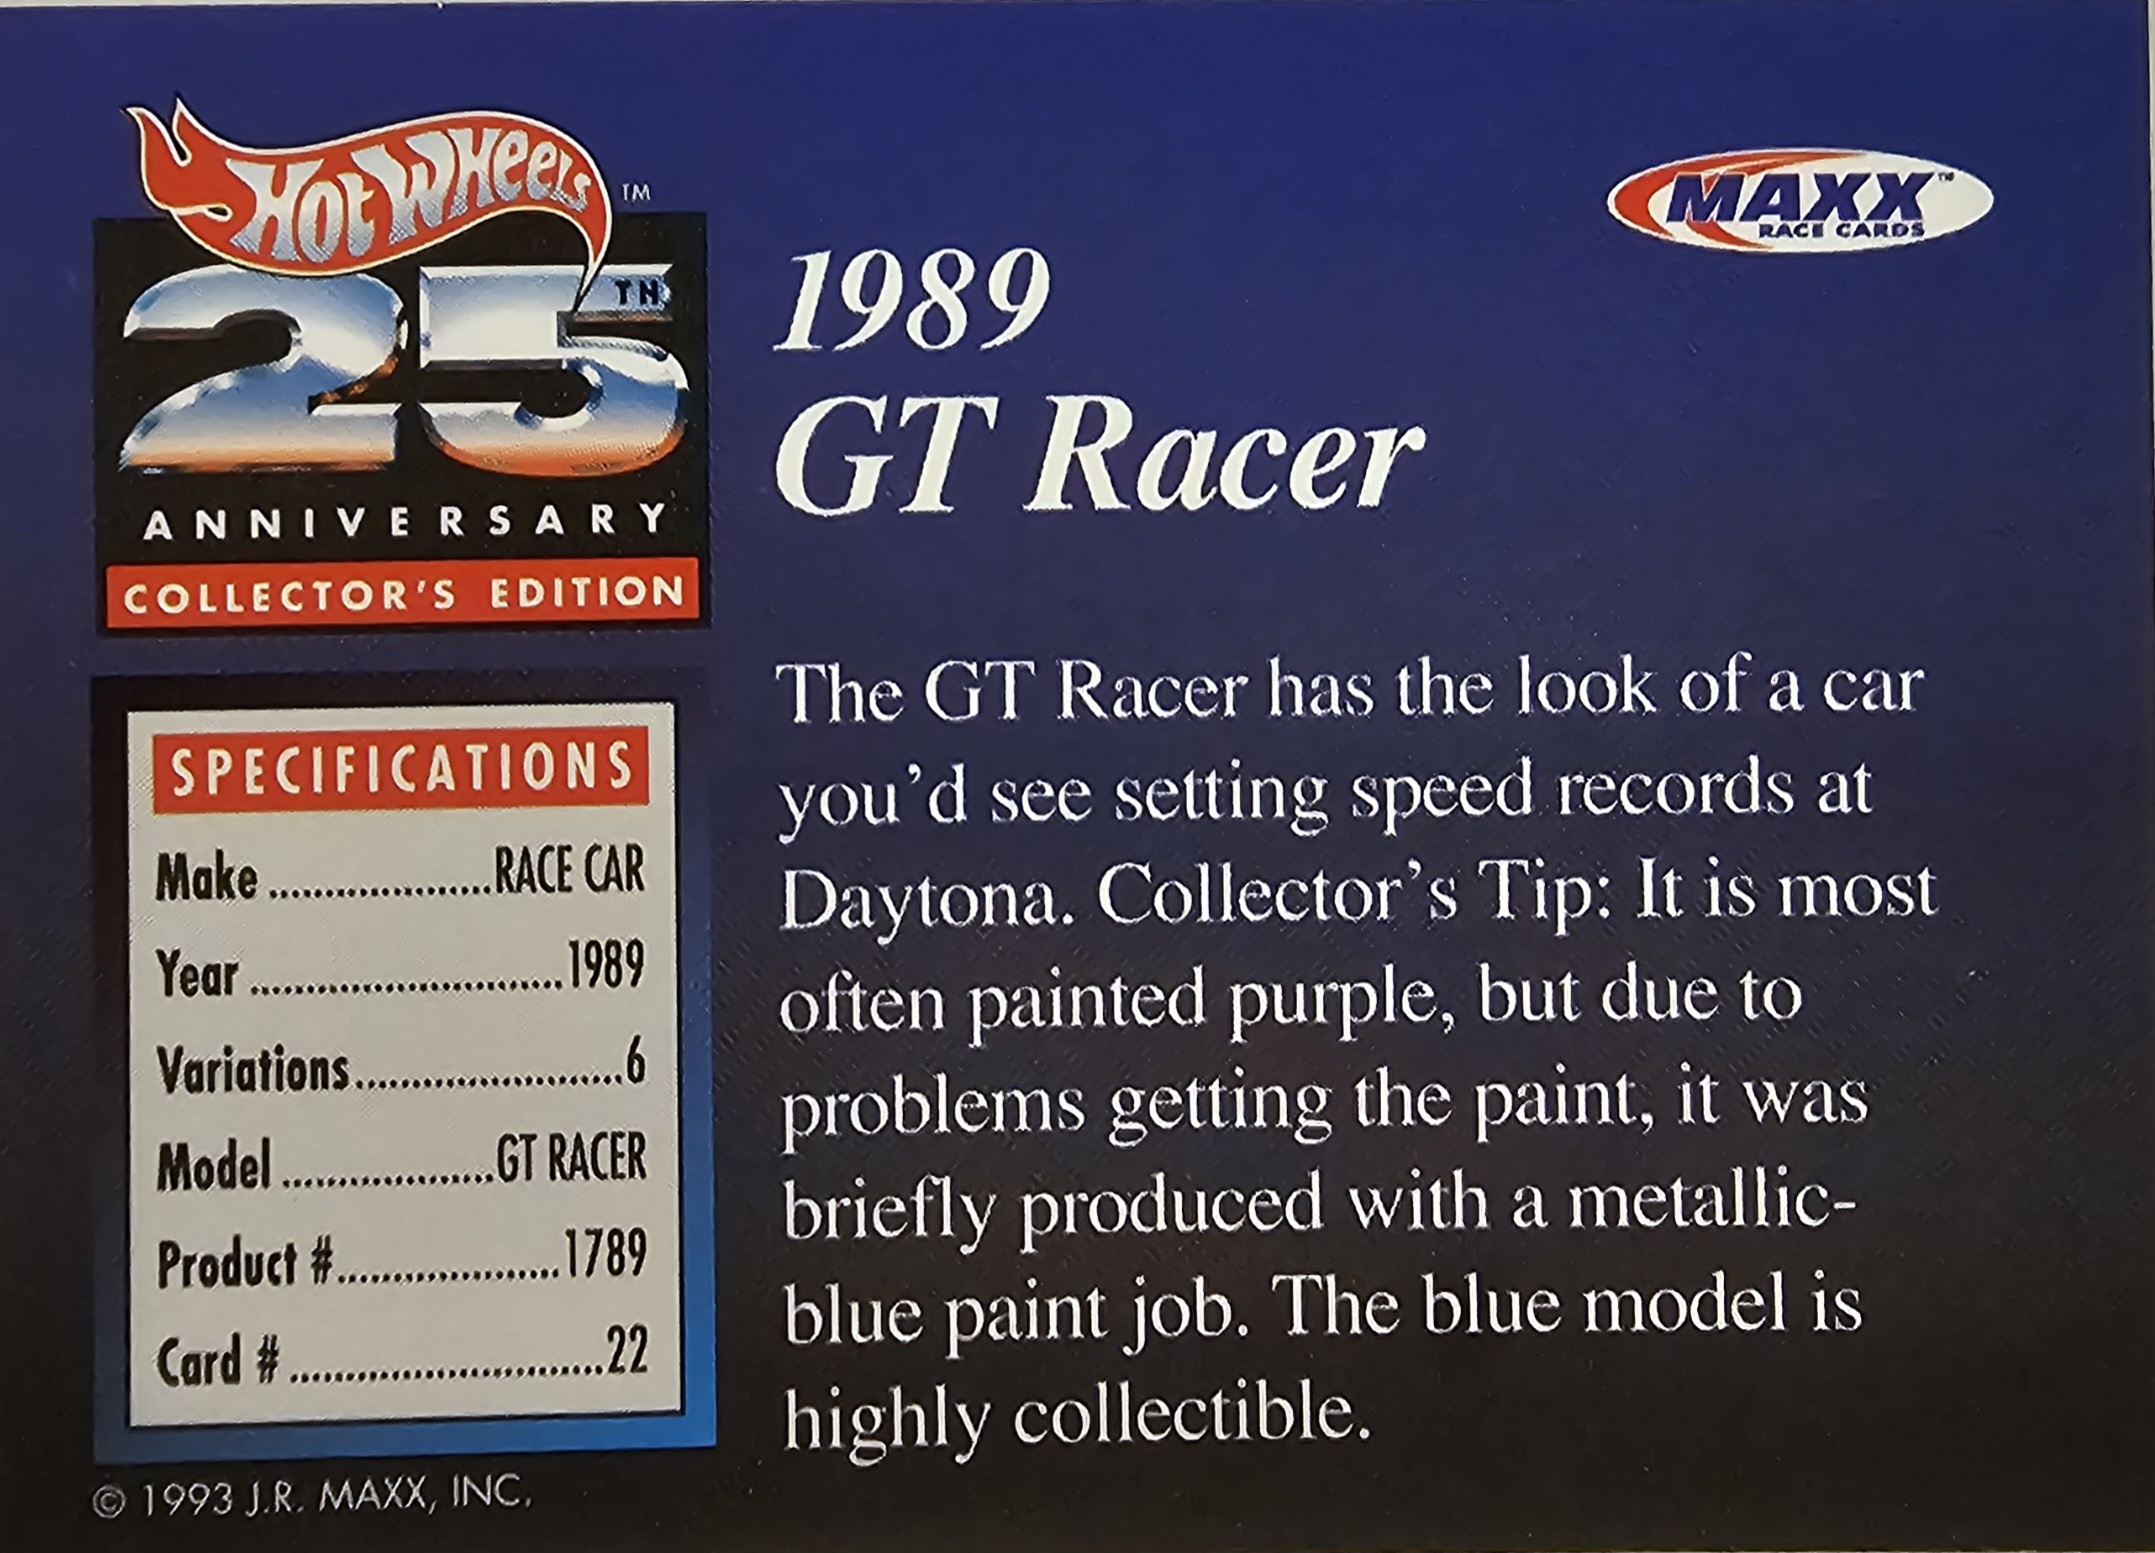 Hot Wheels ™
25TH
ANNIVERSARY
COLLECTOR'S EDITION
MAXX™
RACE CARDS
1989
GT Racer
SPECIFICATIONS
Make....................RACE CAR
Year............................1989
Variations........................6
Model...................GT RACER
Product #....................1789
Card #............................22
The GT Racer has the look of a car
you'd see setting speed records at
Daytona. Collector's Tip: It is most
often painted purple, but due to
problems getting the paint, it was
briefly produced with a metallic-
blue paint job. The blue model is
highly collectible.
© 1993 J.R. MAXX, INC.